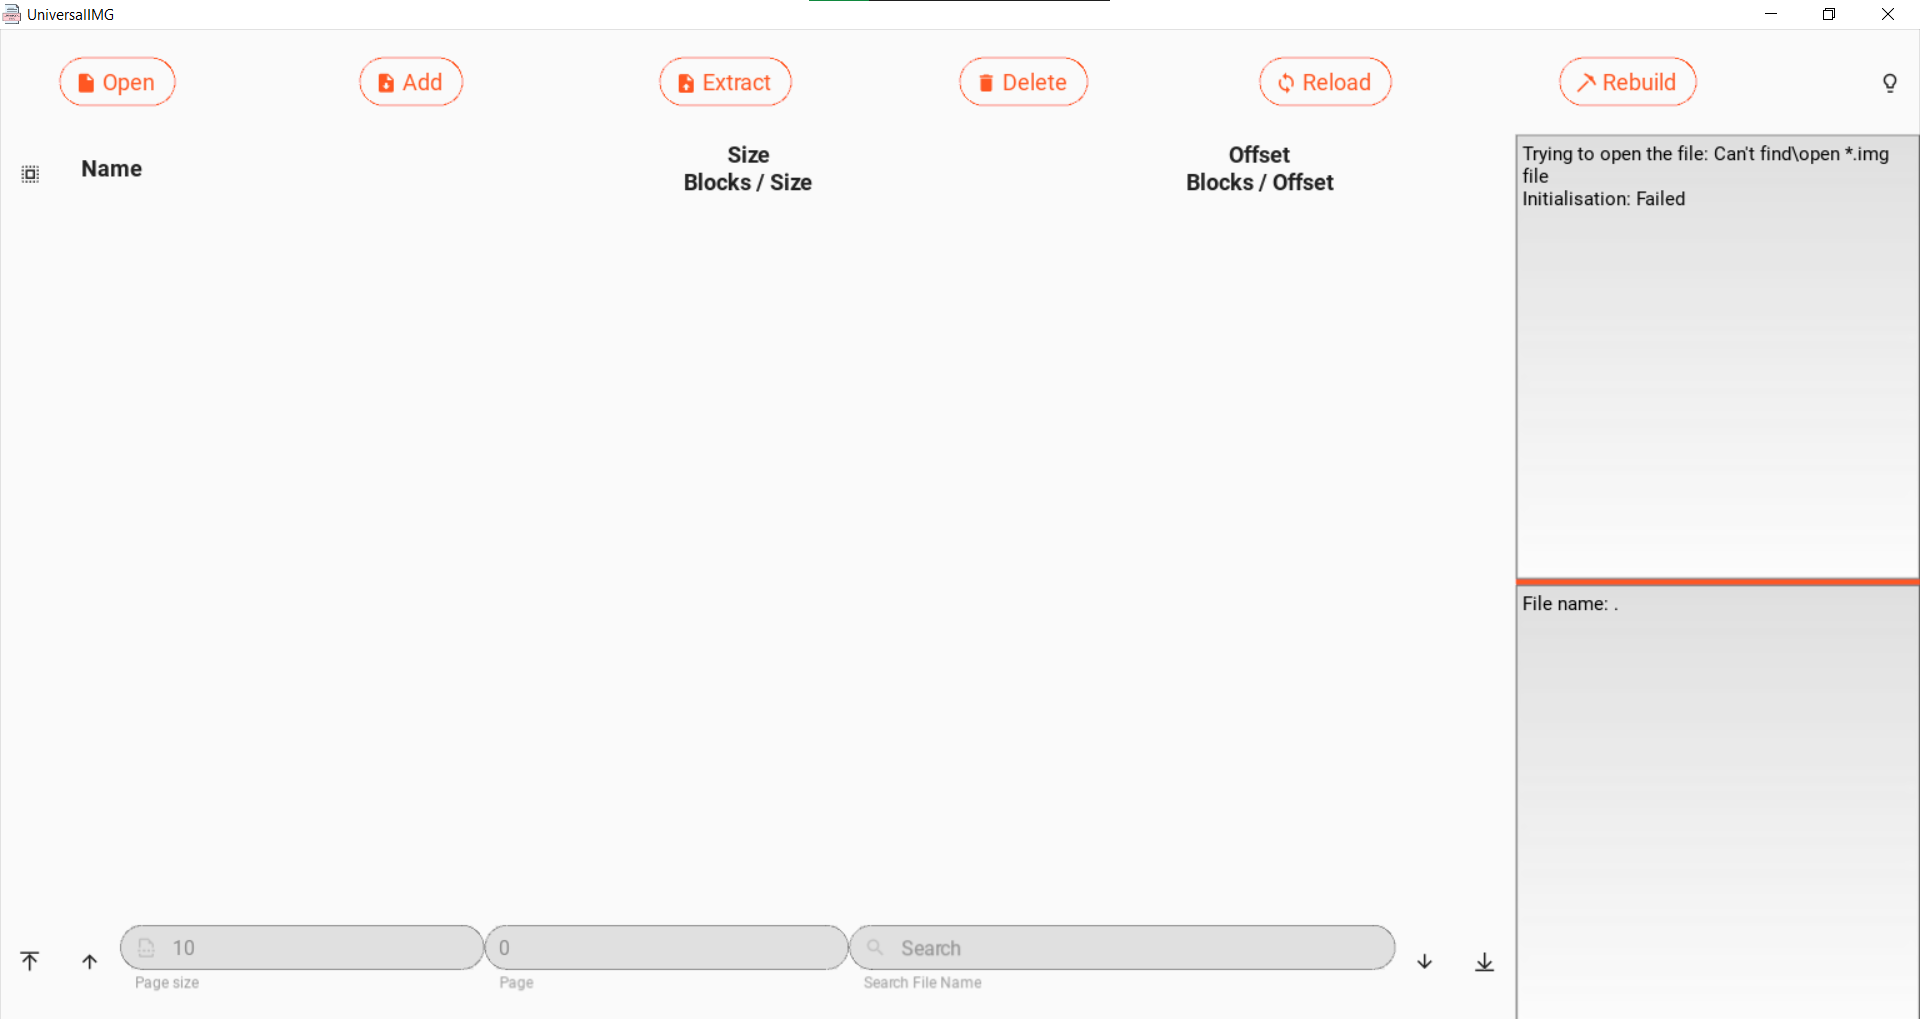 UniversalIMG
Open
Add
Extract
Delete
Reload
Rebuild
Name
Size
Blocks / Size
Offset
Blocks / Offset
Trying to open the file: Can't find\open *.img
file
Initialisation: Failed
File name: .
10
0
Search
Page size
Page
Search File Name